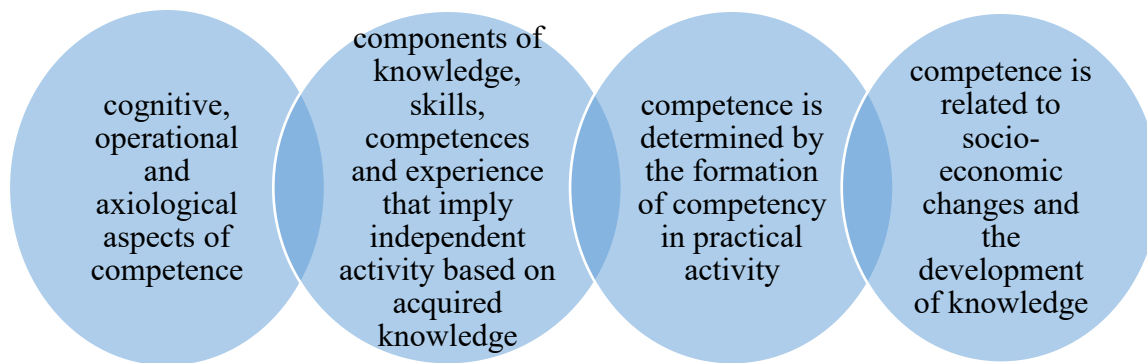 cognitive,
operational
and
axiological
aspects of
competence
components of
knowledge,
skills,
competences
and experience
that imply
independent
activity based on
acquired
knowledge
competence is
determined by
the formation
of competency
in practical
activity
competence is
related to
socio-
economic
changes and
the
development
of knowledge